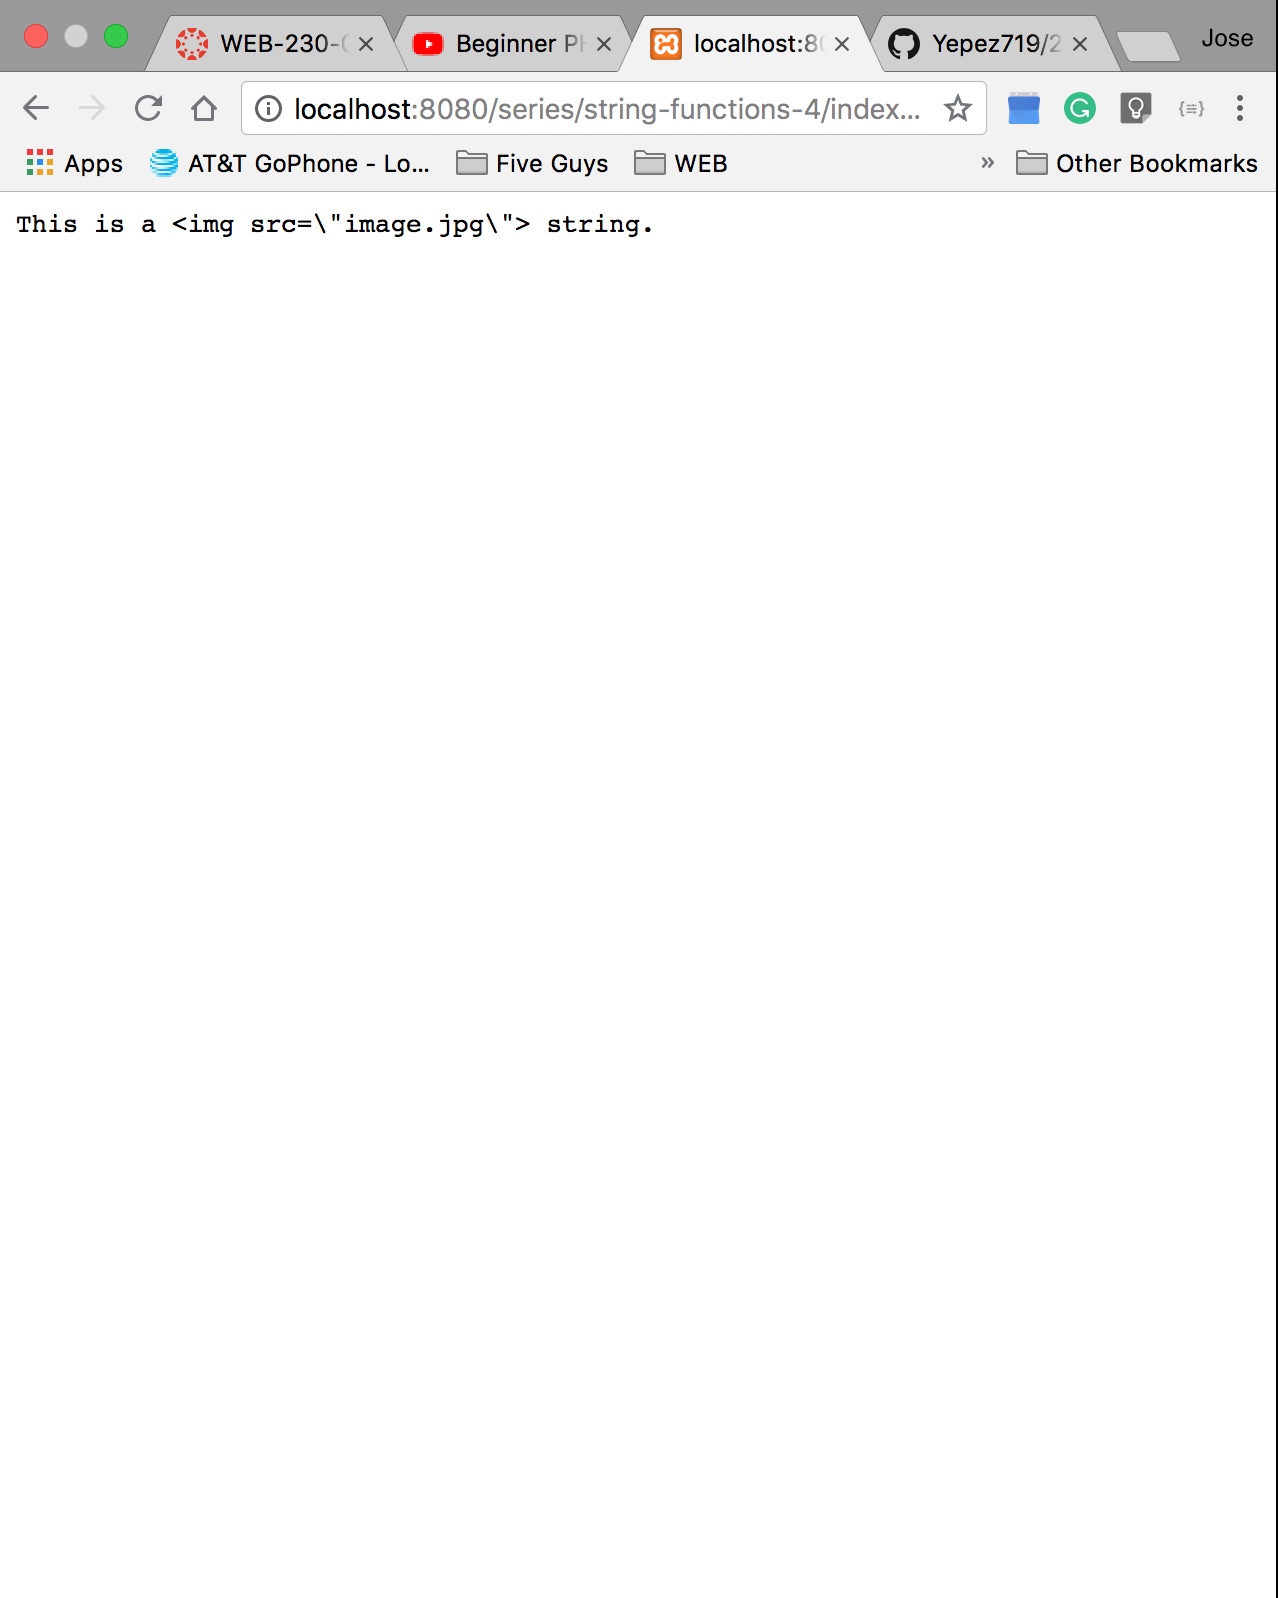 WEB-230-
Beginner P
localhost:8
Yepez719/2
Jose
localhost:8080/series/string-functions-4/index...
Apps
AT&T GoPhone - Lo...
Five Guys
WEB
»
Other Bookmarks
This is a <img src=\"image.jpg\"> string.